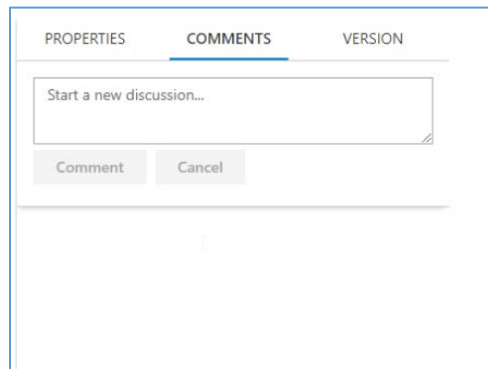 PROPERTIES COMMENTS VERSION
Start a new discussion...
Comment Cancel